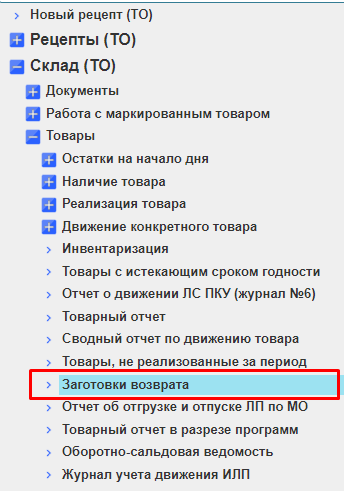 Новый рецепт (ТО)
Рецепты (ТО)
Склад (ТО)
Документы
Работа с маркированным товаром
Товары
Остатки на начало дня
Наличие товара
Реализация товара
Движение конкретного товара
Инвентаризация
Товары с истекающим сроком годности
Отчет о движении ЛС ПКУ (журнал №6)
Товарный отчет
Сводный отчет по движению товара
Товары, не реализованные за период
Заготовки возврата
Отчет об отгрузке и отпуске ЛП по МО
Товарный отчет в разрезе программ
Оборотно-сальдовая ведомость
Журнал учета движения ИЛП